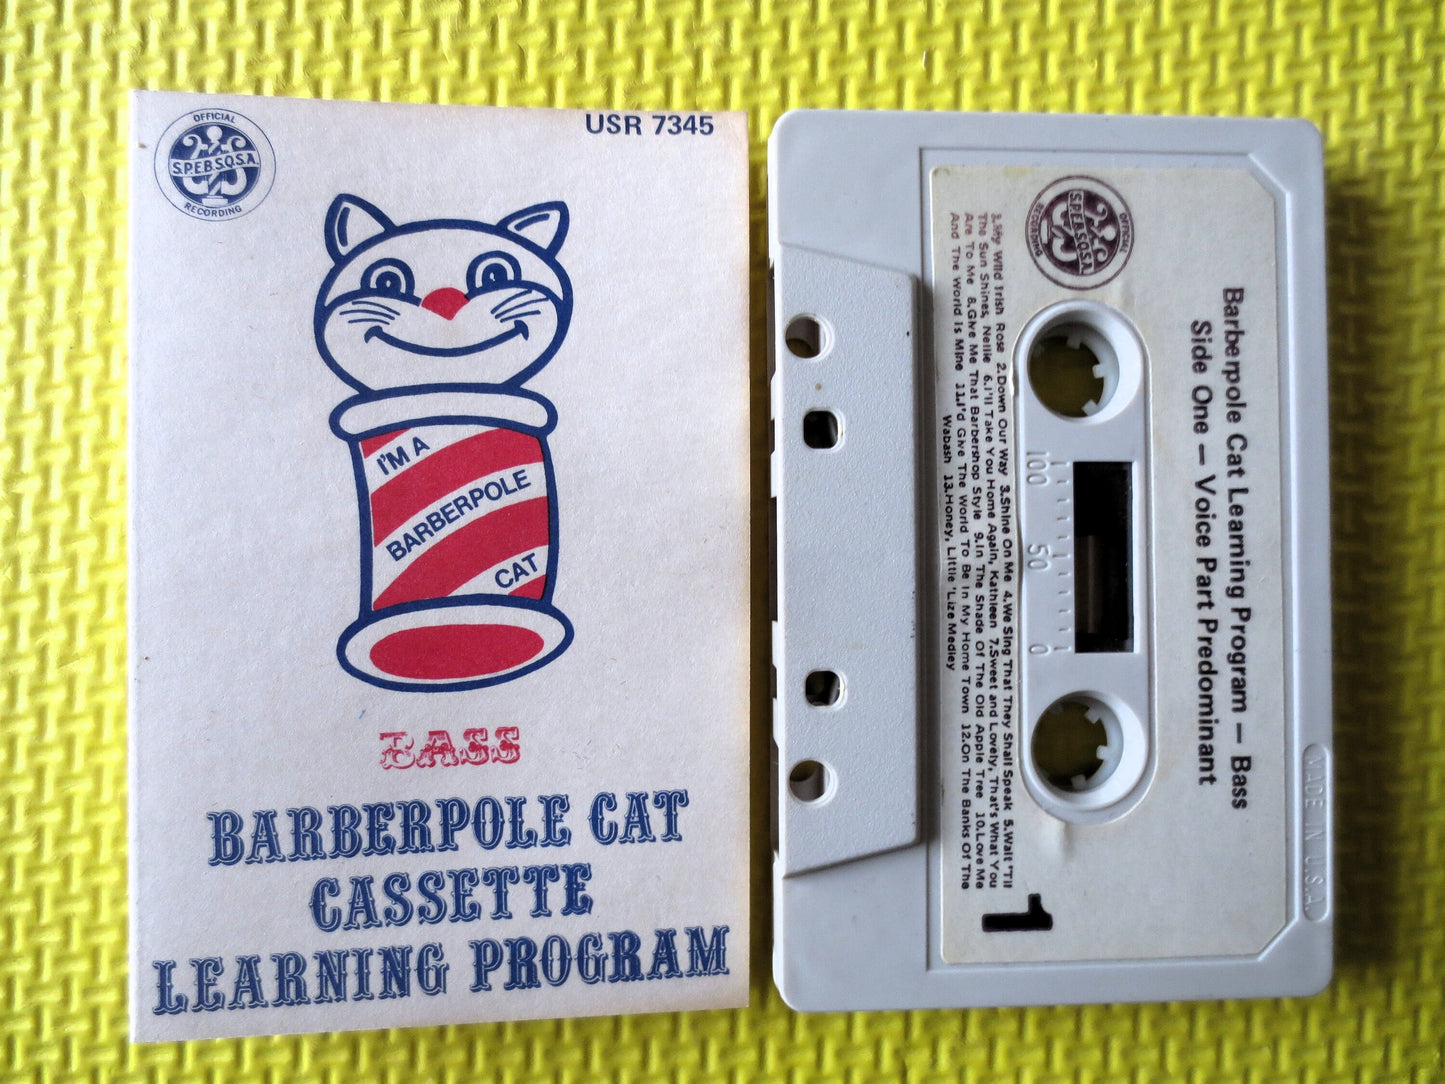 OFFICIAL
S.P.E.B.S.Q.S.A.
RECORDING
USR 7345
I'M A
BARBERPOLE
CAT
BASS
BARBERPOLE CAT
CASSETTE
LEARNING PROGRAM
OFFICIAL
S.P.E.B.S.Q.S.A.
RECORDING
Barberpole Cat Learning Program — Bass
Side One — Voice Part Predominant
100 50 0
1.My Wild Irish Rose 2.Down Our Way 3.Shine On Me 4.We Sing That They Shall Speak 5.Wait 'Til
The Sun Shines, Nellie 6.I'll Take You Home Again, Kathleen 7.Sweet and Lovely, That's What You
Are To Me 8.Give Me That Barbershop Style 9.In The Shade Of The Old Apple Tree 10.Love Me
And The World Is Mine 11.I'd Give The World To Be In My Home Town 12.On The Banks Of The
Wabash 13.Honey, Little 'Lize Medley
1
MADE IN U.S.A.